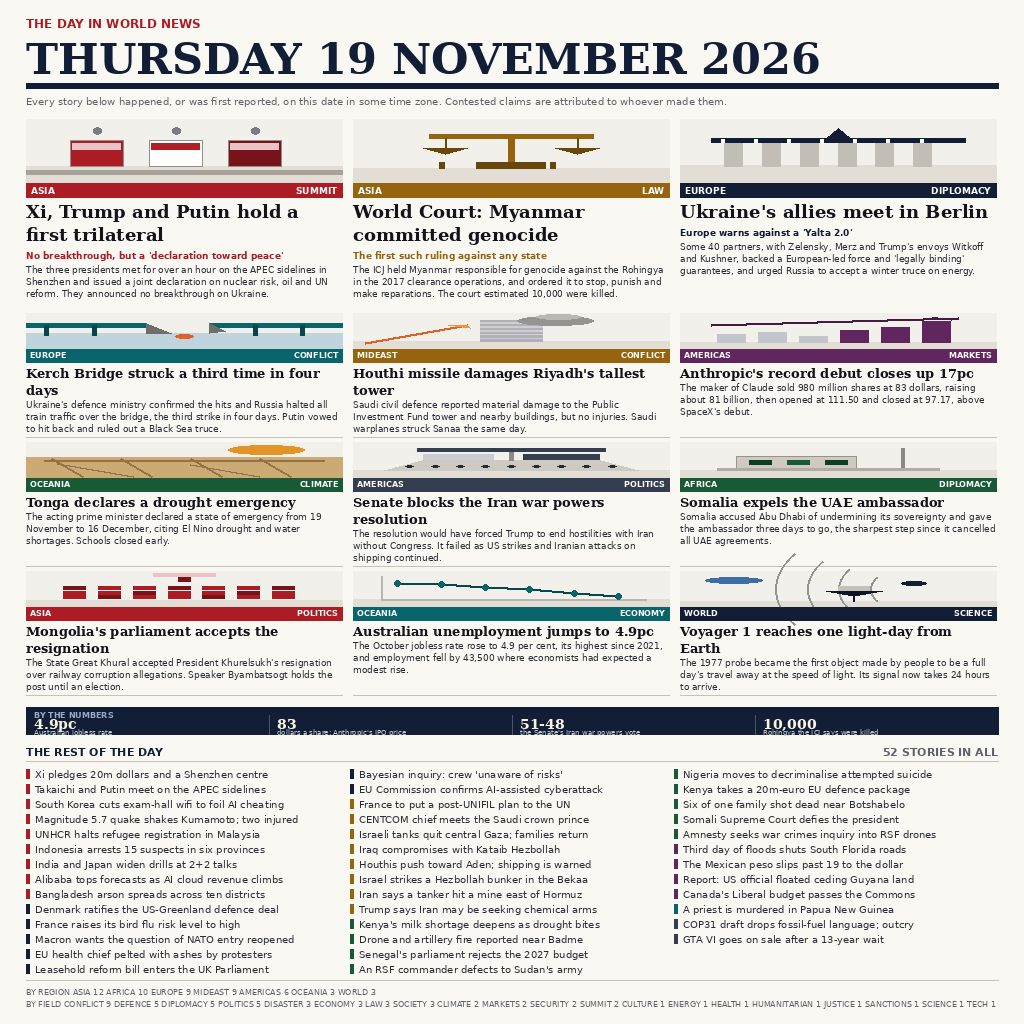 THE DAY IN WORLD NEWS
THURSDAY 19 NOVEMBER 2026
Every story below happened, or was first reported, on this date in some time zone. Contested claims are attributed to whoever made them.
ASIA SUMMIT
Xi, Trump and Putin hold a
first trilateral
No breakthrough, but a 'declaration toward peace'
The three presidents met for over an hour on the APEC sidelines in
Shenzhen and issued a joint declaration on nuclear risk, oil and UN
reform. They announced no breakthrough on Ukraine.
ASIA LAW
World Court: Myanmar
committed genocide
The first such ruling against any state
The ICJ held Myanmar responsible for genocide against the Rohingya
in the 2017 clearance operations, and ordered it to stop, punish and
make reparations. The court estimated 10,000 were killed.
EUROPE DIPLOMACY
Ukraine's allies meet in Berlin
Europe warns against a 'Yalta 2.0'
Some 40 partners, with Zelensky, Merz and Trump's envoys Witkoff
and Kushner, backed a European-led force and 'legally binding'
guarantees, and urged Russia to accept a winter truce on energy.
EUROPE CONFLICT
Kerch Bridge struck a third time in four
days
Ukraine's defence ministry confirmed the hits and Russia halted all
train traffic over the bridge, the third strike in four days. Putin vowed
to hit back and ruled out a Black Sea truce.
MIDEAST CONFLICT
Houthi missile damages Riyadh's tallest
tower
Saudi civil defence reported material damage to the Public
Investment Fund tower and nearby buildings, but no injuries. Saudi
warplanes struck Sanaa the same day.
AMERICAS MARKETS
Anthropic's record debut closes up 17pc
The maker of Claude sold 980 million shares at 83 dollars, raising
about 81 billion, then opened at 111.50 and closed at 97.17, above
SpaceX's debut.
OCEANIA CLIMATE
Tonga declares a drought emergency
The acting prime minister declared a state of emergency from 19
November to 16 December, citing El Nino drought and water
shortages. Schools closed early.
AMERICAS POLITICS
Senate blocks the Iran war powers
resolution
The resolution would have forced Trump to end hostilities with Iran
without Congress. It failed as US strikes and Iranian attacks on
shipping continued.
AFRICA DIPLOMACY
Somalia expels the UAE ambassador
Somalia accused Abu Dhabi of undermining its sovereignty and gave
the ambassador three days to go, the sharpest step since it cancelled
all UAE agreements.
ASIA POLITICS
Mongolia's parliament accepts the
resignation
The State Great Khural accepted President Khurelsukh's resignation
over railway corruption allegations. Speaker Byambatsogt holds the
post until an election.
OCEANIA ECONOMY
Australian unemployment jumps to 4.9pc
The October jobless rate rose to 4.9 per cent, its highest since 2021,
and employment fell by 43,500 where economists had expected a
modest rise.
WORLD SCIENCE
Voyager 1 reaches one light-day from
Earth
The 1977 probe became the first object made by people to be a full
day's travel away at the speed of light. Its signal now takes 24 hours
to arrive.
BY THE NUMBERS
4.9pc
Australian jobless rate
83
dollars a share: Anthropic's IPO price
51-48
the Senate's Iran war powers vote
10,000
Rohingya the ICJ says were killed
THE REST OF THE DAY
52 STORIES IN ALL
Xi pledges 20m dollars and a Shenzhen centre
Takaichi and Putin meet on the APEC sidelines
South Korea cuts exam-hall wifi to foil AI cheating
Magnitude 5.7 quake shakes Kumamoto; two injured
UNHCR halts refugee registration in Malaysia
Indonesia arrests 15 suspects in six provinces
India and Japan widen drills at 2+2 talks
Alibaba tops forecasts as AI cloud revenue climbs
Bangladesh arson spreads across ten districts
Denmark ratifies the US-Greenland defence deal
France raises its bird flu risk level to high
Macron wants the question of NATO entry reopened
EU health chief pelted with ashes by protesters
Leasehold reform bill enters the UK Parliament
Bayesian inquiry: crew 'unaware of risks'
EU Commission confirms AI-assisted cyberattack
France to put a post-UNIFIL plan to the UN
CENTCOM chief meets the Saudi crown prince
Israeli tanks quit central Gaza; families return
Iraq compromises with Kataib Hezbollah
Houthis push toward Aden; shipping is warned
Israel strikes a Hezbollah bunker in the Bekaa
Iran says a tanker hit a mine east of Hormuz
Trump says Iran may be seeking chemical arms
Kenya's milk shortage deepens as drought bites
Drone and artillery fire reported near Badme
Senegal's parliament rejects the 2027 budget
An RSF commander defects to Sudan's army
Nigeria moves to decriminalise attempted suicide
Kenya takes a 20m-euro EU defence package
Six of one family shot dead near Botshabelo
Somali Supreme Court defies the president
Amnesty seeks war crimes inquiry into RSF drones
Third day of floods shuts South Florida roads
The Mexican peso slips past 19 to the dollar
Report: US official floated ceding Guyana land
Canada's Liberal budget passes the Commons
A priest is murdered in Papua New Guinea
COP31 draft drops fossil-fuel language; outcry
GTA VI goes on sale after a 13-year wait
BY REGION ASIA 12 AFRICA 10 EUROPE 9 MIDEAST 9 AMERICAS 6 OCEANIA 3 WORLD 3
BY FIELD CONFLICT 9 DEFENCE 5 DIPLOMACY 5 POLITICS 5 DISASTER 3 ECONOMY 3 LAW 3 SOCIETY 3 CLIMATE 2 MARKETS 2 SECURITY 2 SUMMIT 2 CULTURE 1 ENERGY 1 HEALTH 1 HUMANITARIAN 1 JUSTICE 1 SANCTIONS 1 SCIENCE 1 TECH 1